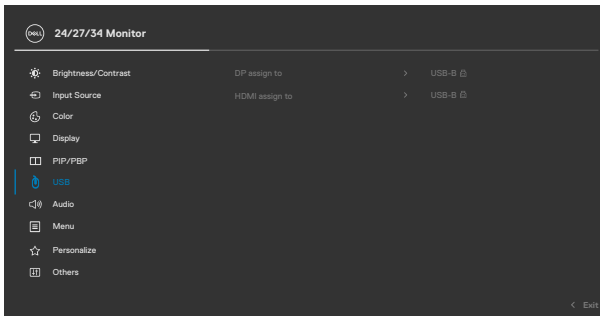 DELL 24/27/34 Monitor
Brightness/Contrast DP assign to > USB-B
Input Source HDMI assign to > USB-B
Color
Display
PIP/PBP
USB
Audio
Menu
Personalize
Others
< Exit